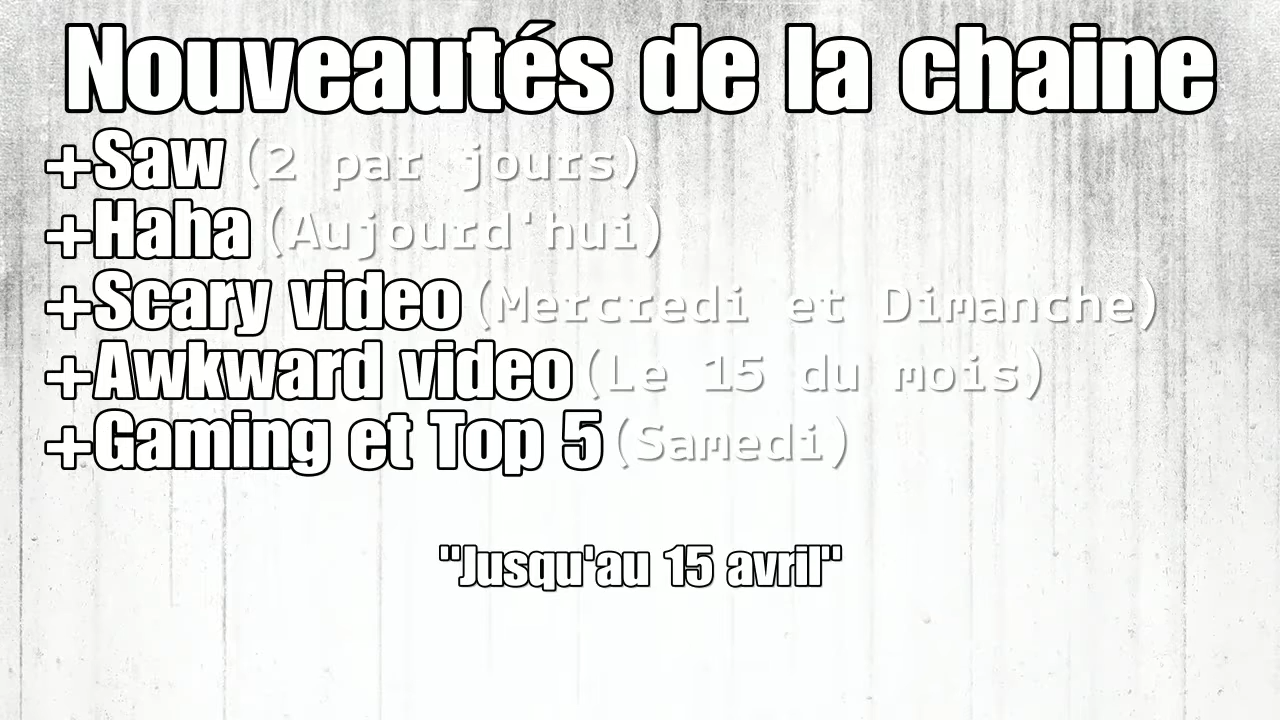 Nouveautés de la chaine
+Saw (2 par jours)
+Haha (Aujourd'hui)
+Scary video (Mercredi et Dimanche)
+Awkward video (Le 15 du mois)
+Gaming et Top 5 (Samedi)
"Jusqu'au 15 avril"